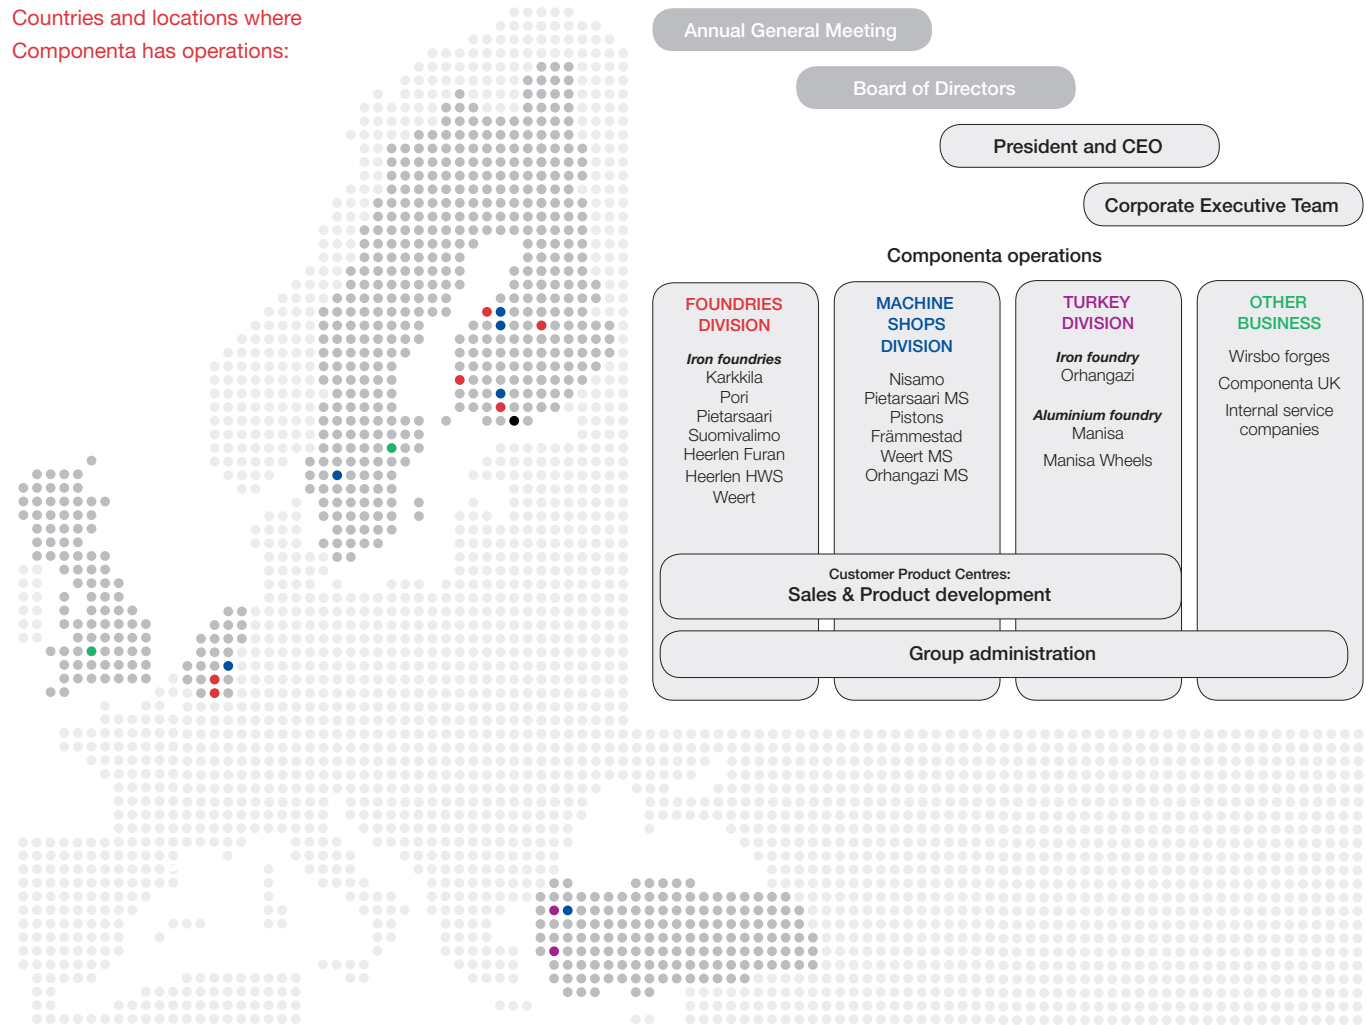 Countries and locations where
Componenta has operations:
Annual General Meeting
Board of Directors
President and CEO
Corporate Executive Team
Componenta operations
FOUNDRIES
DIVISION
Iron foundries
Karkkila
Pori
Pietarsaari
Suomivalimo
Heerlen Furan
Heerlen HWS
Weert
MACHINE
SHOPS
DIVISION
Nisamo
Pietarsaari MS
Pistons
Främmestad
Weert MS
Orhangazi MS
TURKEY
DIVISION
Iron foundry
Orhangazi
Aluminium foundry
Manisa
Manisa Wheels
OTHER
BUSINESS
Wirsbo forges
Componenta UK
Internal service
companies
Customer Product Centres:
Sales & Product development
Group administration